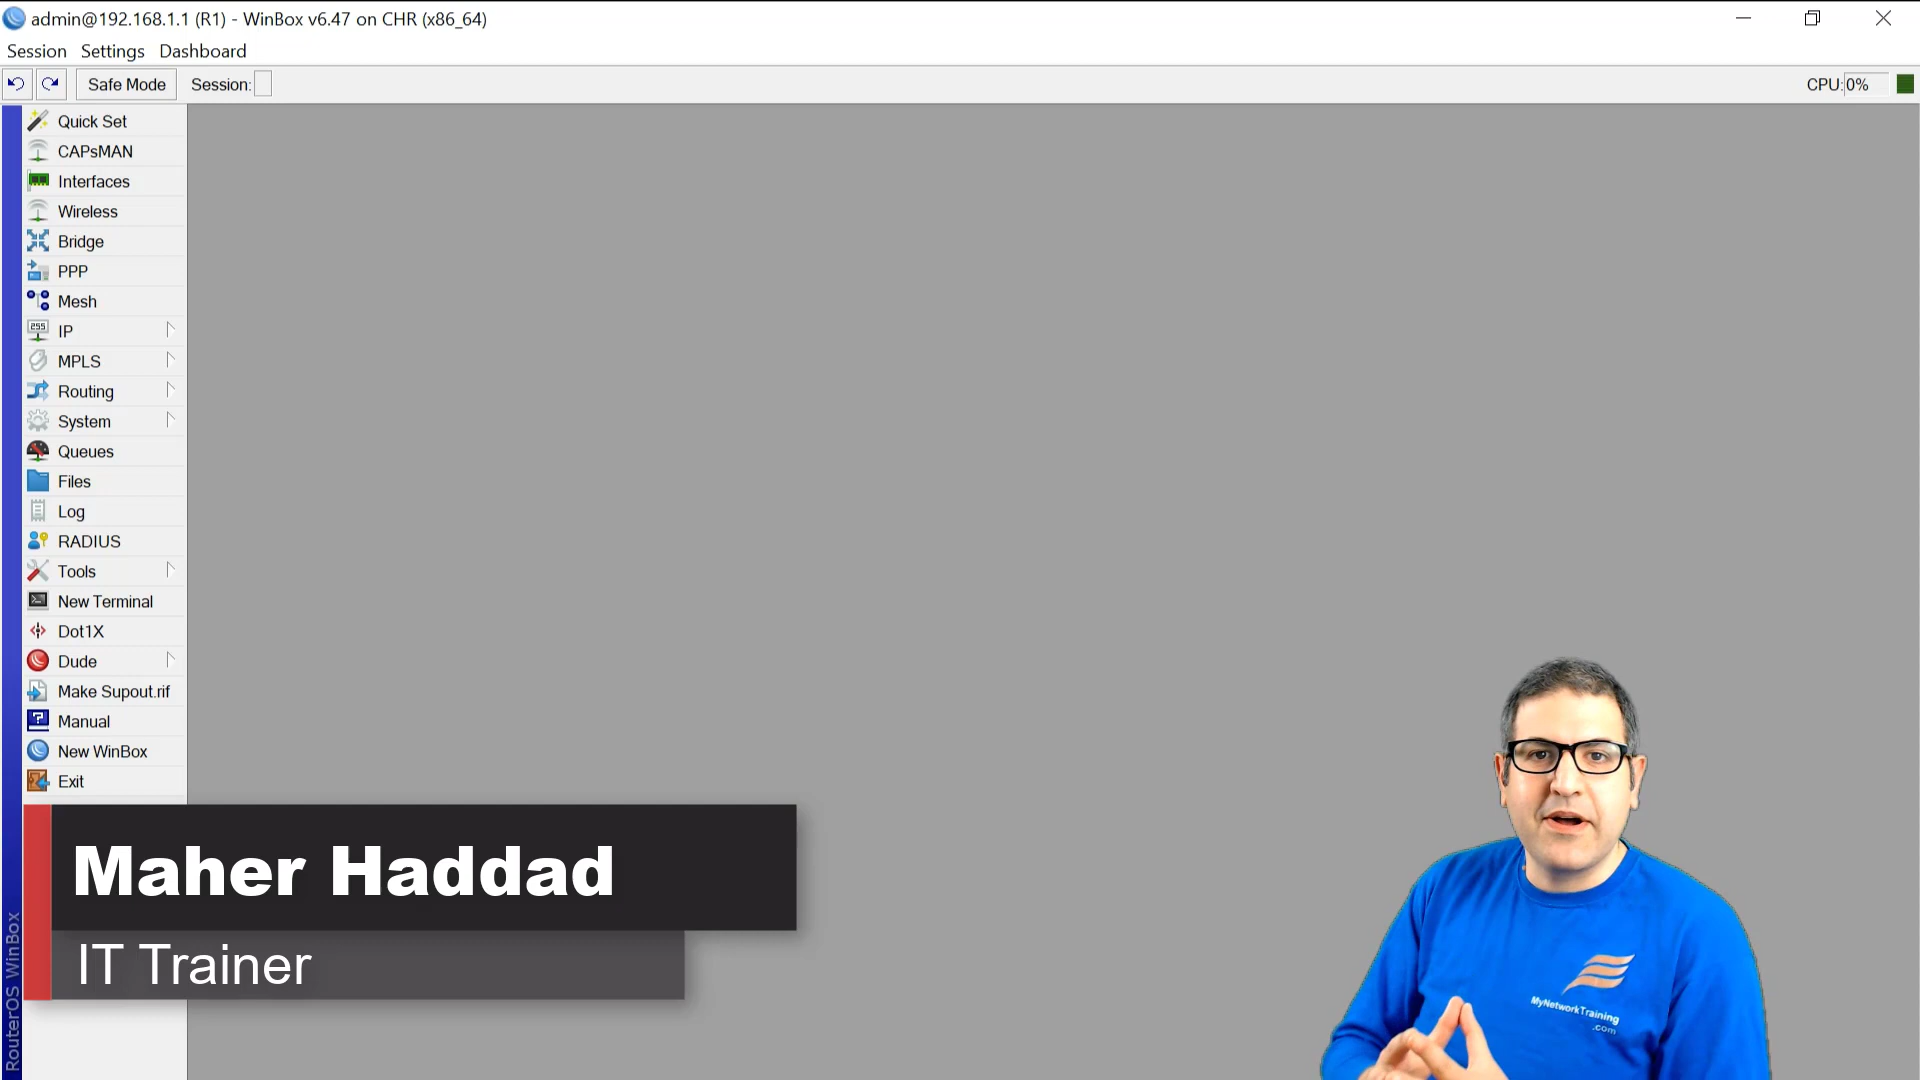 admin@192.168.1.1 (R1) - WinBox v6.47 on CHR (x86_64)
Session Settings Dashboard
Safe Mode Session: CPU:0%
Quick Set
CAPsMAN
Interfaces
Wireless
Bridge
PPP
Mesh
255 IP
MPLS
Routing
System
Queues
Files
Log
RADIUS
Tools
New Terminal
Dot1X
Dude
Make Supout.rif
Manual
New WinBox
Exit
RouterOS WinBox
Maher Haddad
IT Trainer
MyNetworkTraining
.com